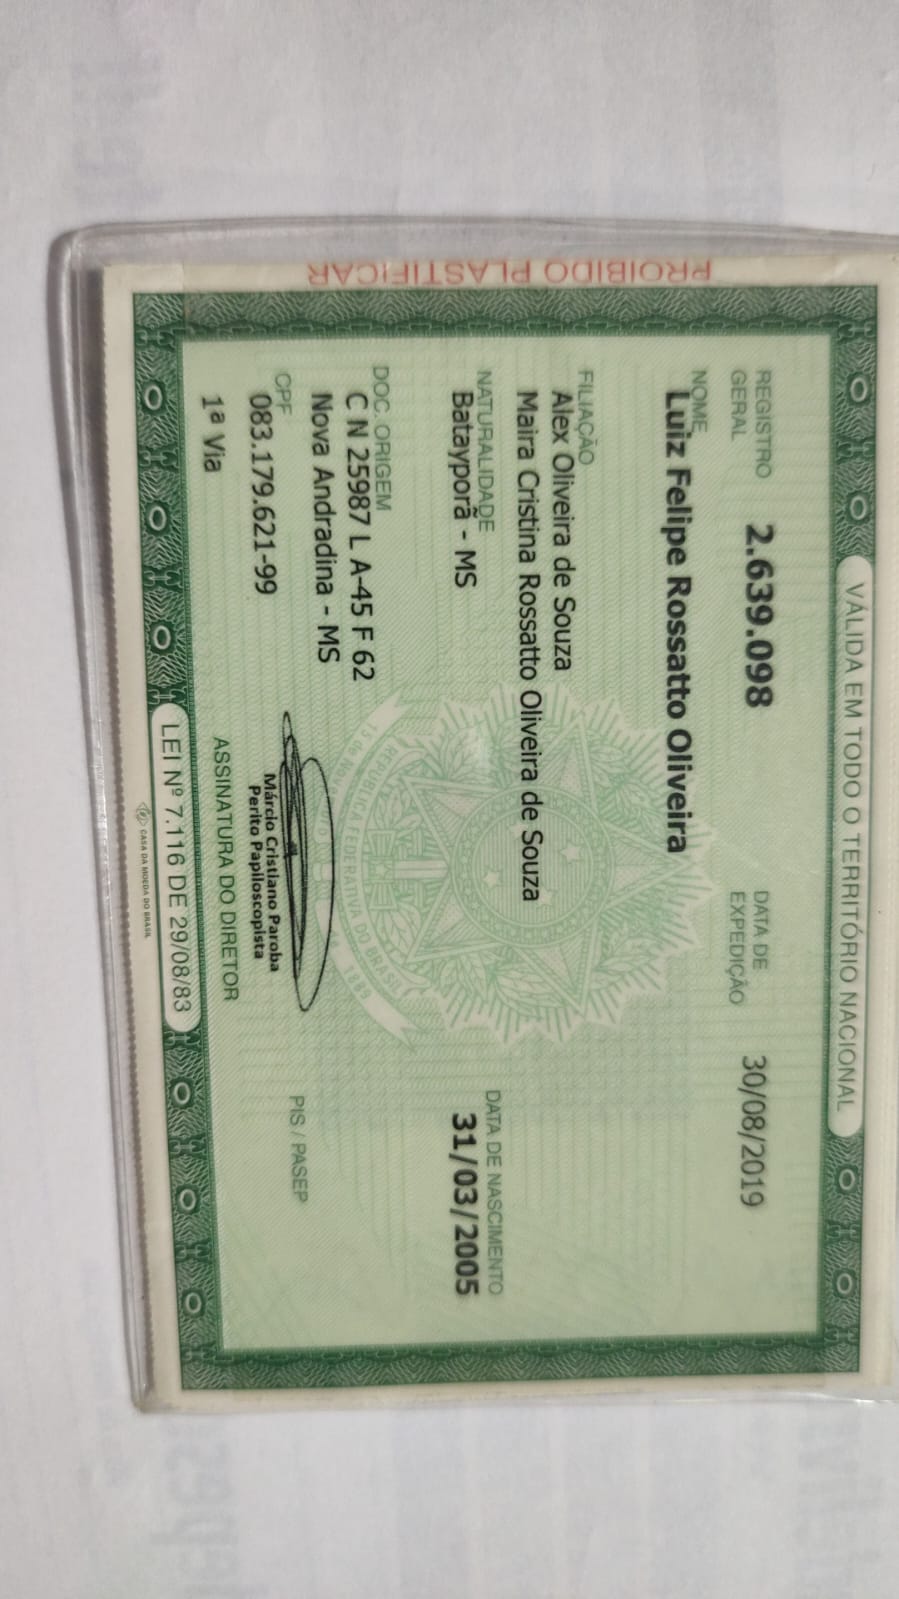 PROIBIDO PLASTIFICAR
VÁLIDA EM TODO O TERRITÓRIO NACIONAL
REGISTRO GERAL 2.639.098 DATA DE EXPEDIÇÃO 30/08/2019
NOME
Luiz Felipe Rossatto Oliveira
FILIAÇÃO
Alex Oliveira de Souza
Maira Cristina Rossatto Oliveira de Souza
NATURALIDADE DATA DE NASCIMENTO
Batayporã - MS 31/03/2005
DOC. ORIGEM
C N 25987 L A-45 F 62
Nova Andradina - MS
CPF PIS / PASEP
083.179.621-99
1ª Via
Márcio Cristiano Paroba
Perito Papiloscopista
ASSINATURA DO DIRETOR
LEI Nº 7.116 DE 29/08/83
CASA DA MOEDA DO BRASIL
REPÚBLICA FEDERATIVA DO BRASIL